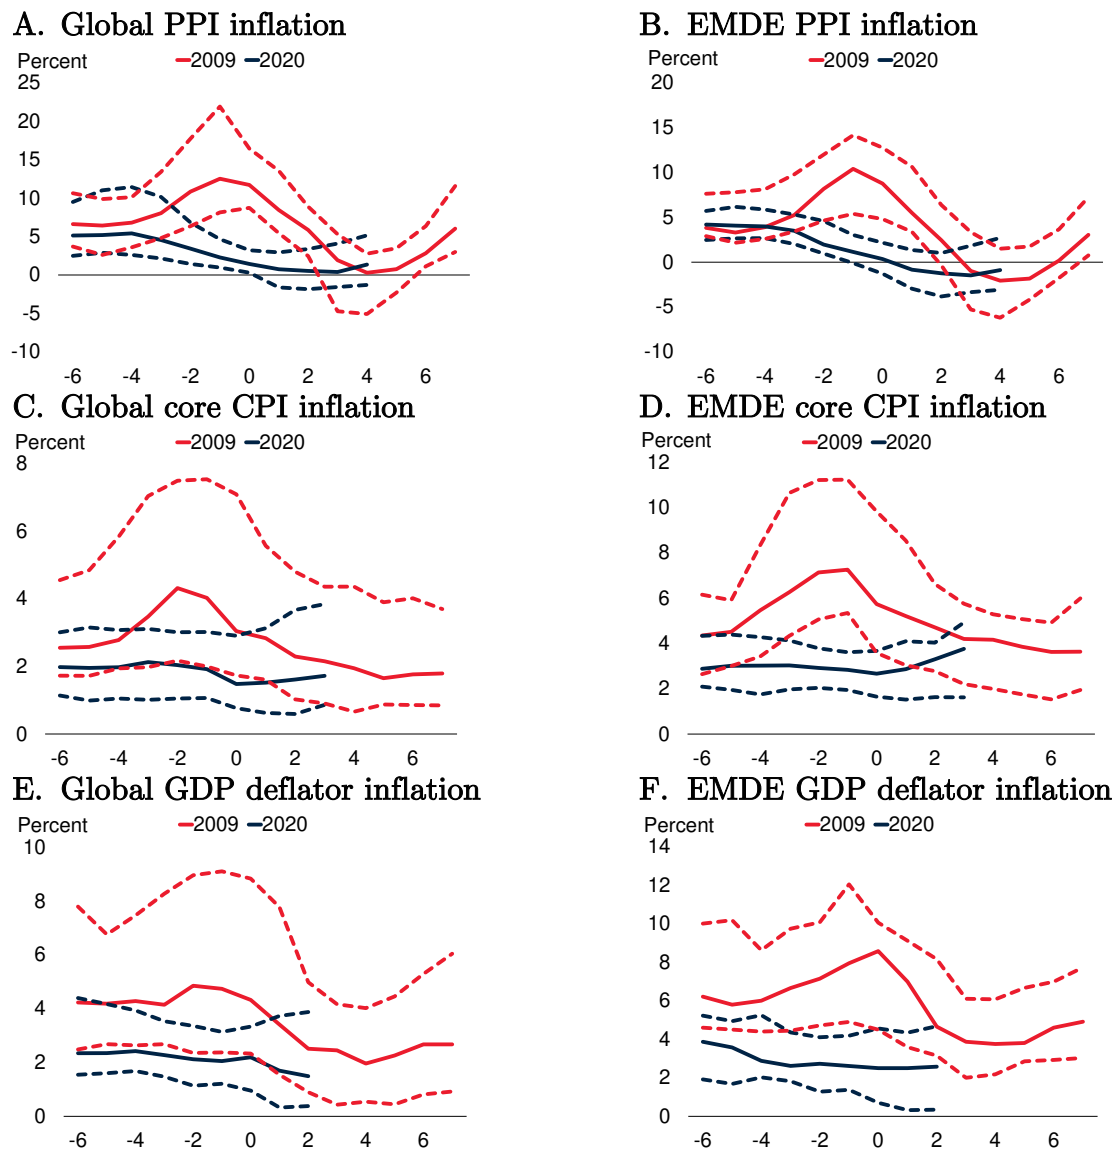 A. Global PPI inflation
Percent
2009 2020
25
20
15
10
5
0
-5
-10
-6 -4 -2 0 2 4 6
B. EMDE PPI inflation
Percent
2009 2020
20
15
10
5
0
-5
-10
-6 -4 -2 0 2 4 6
C. Global core CPI inflation
Percent
2009 2020
8
6
4
2
0
-6 -4 -2 0 2 4 6
D. EMDE core CPI inflation
Percent
2009 2020
12
10
8
6
4
2
0
-6 -4 -2 0 2 4 6
E. Global GDP deflator inflation
Percent
2009 2020
10
8
6
4
2
0
-6 -4 -2 0 2 4 6
F. EMDE GDP deflator inflation
Percent
2009 2020
14
12
10
8
6
4
2
0
-6 -4 -2 0 2 4 6